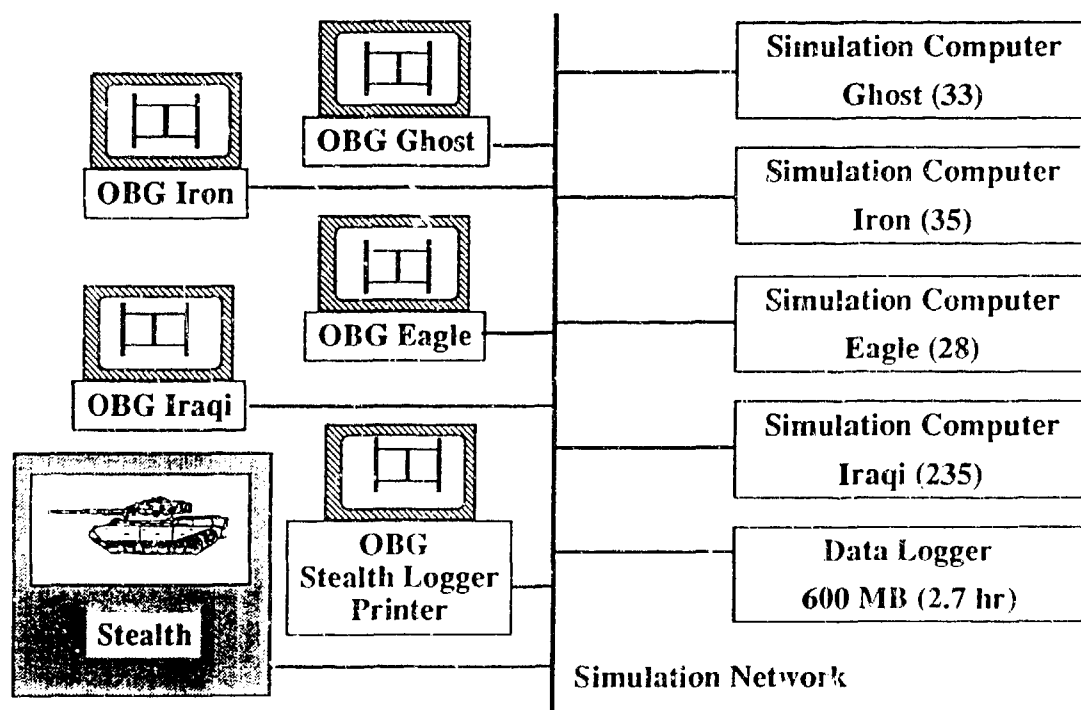 OBG Ghost
OBG Iron
OBG Eagle
OBG Iraqi
OBG
Stealth Logger
Printer
Stealth
Simulation Computer
Ghost (33)
Simulation Computer
Iron (35)
Simulation Computer
Eagle (28)
Simulation Computer
Iraqi (235)
Data Logger
600 MB (2.7 hr)
Simulation Network